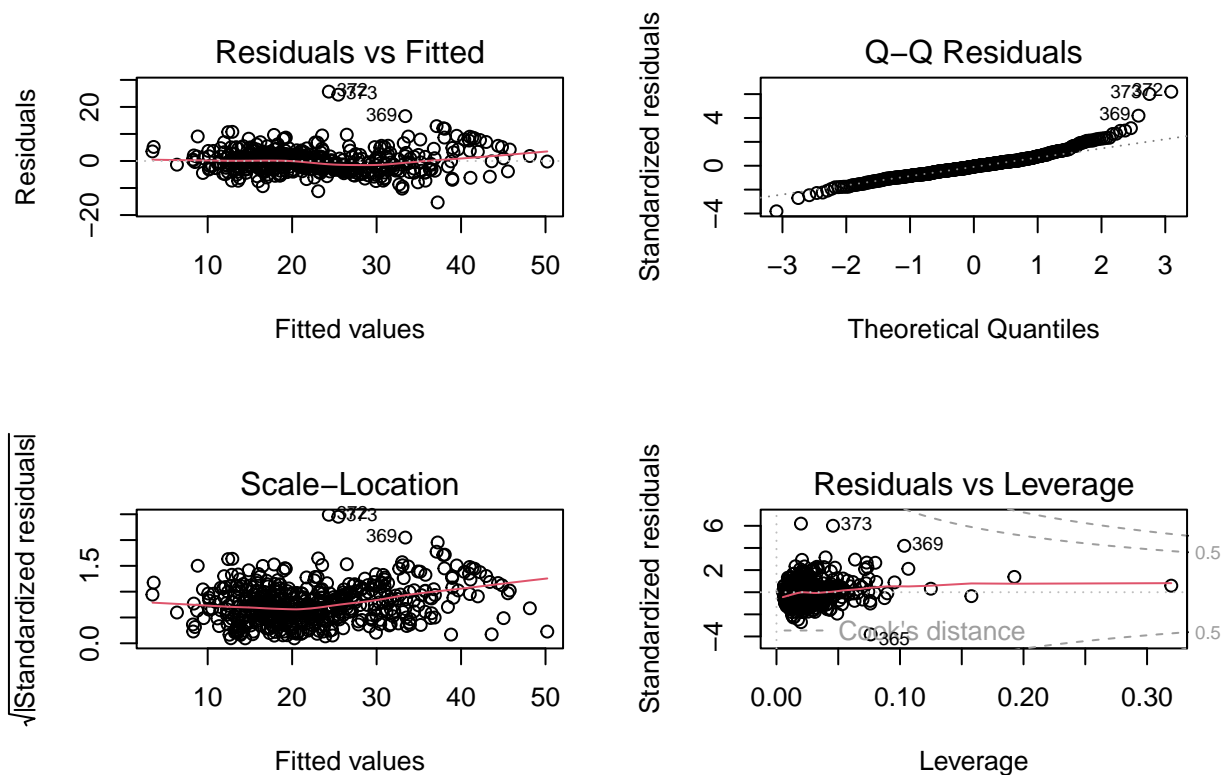 Residuals vs Fitted
Residuals
20
0
−20
372
373
369
10 20 30 40 50
Fitted values
Q−Q Residuals
Standardized residuals
4
0
−4
373
372
369
−3 −2 −1 0 1 2 3
Theoretical Quantiles
Scale−Location
√|Standardized residuals|
1.5
0.0
372
373
369
10 20 30 40 50
Fitted values
Residuals vs Leverage
Standardized residuals
6
2
−4
373
369
365
Cook's distance
0.5
0.5
0.00 0.10 0.20 0.30
Leverage